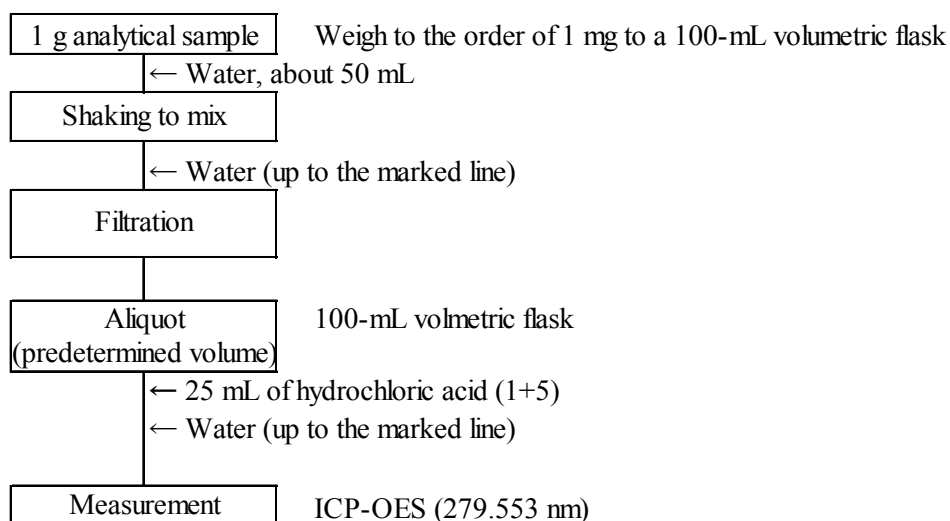 1 g analytical sample Weigh to the order of 1 mg to a 100-mL volumetric flask
← Water, about 50 mL
Shaking to mix
← Water (up to the marked line)
Filtration
Aliquot 100-mL volmetric flask
(predetermined volume)
← 25 mL of hydrochloric acid (1+5)
← Water (up to the marked line)
Measurement ICP-OES (279.553 nm)